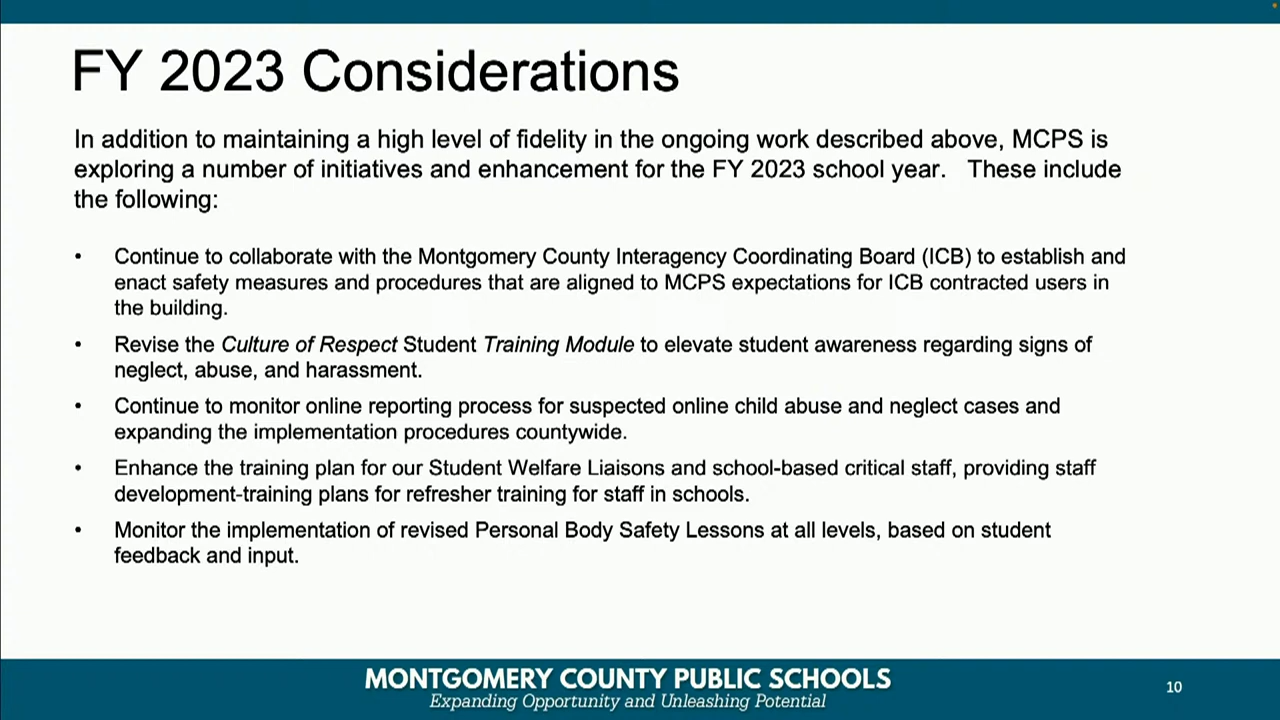 FY 2023 Considerations
In addition to maintaining a high level of fidelity in the ongoing work described above, MCPS is
exploring a number of initiatives and enhancement for the FY 2023 school year.   These include
the following:
• Continue to collaborate with the Montgomery County Interagency Coordinating Board (ICB) to establish and
enact safety measures and procedures that are aligned to MCPS expectations for ICB contracted users in
the building.
• Revise the Culture of Respect Student Training Module to elevate student awareness regarding signs of
neglect, abuse, and harassment.
• Continue to monitor online reporting process for suspected online child abuse and neglect cases and
expanding the implementation procedures countywide.
• Enhance the training plan for our Student Welfare Liaisons and school-based critical staff, providing staff
development-training plans for refresher training for staff in schools.
• Monitor the implementation of revised Personal Body Safety Lessons at all levels, based on student
feedback and input.
MONTGOMERY COUNTY PUBLIC SCHOOLS
Expanding Opportunity and Unleashing Potential
10